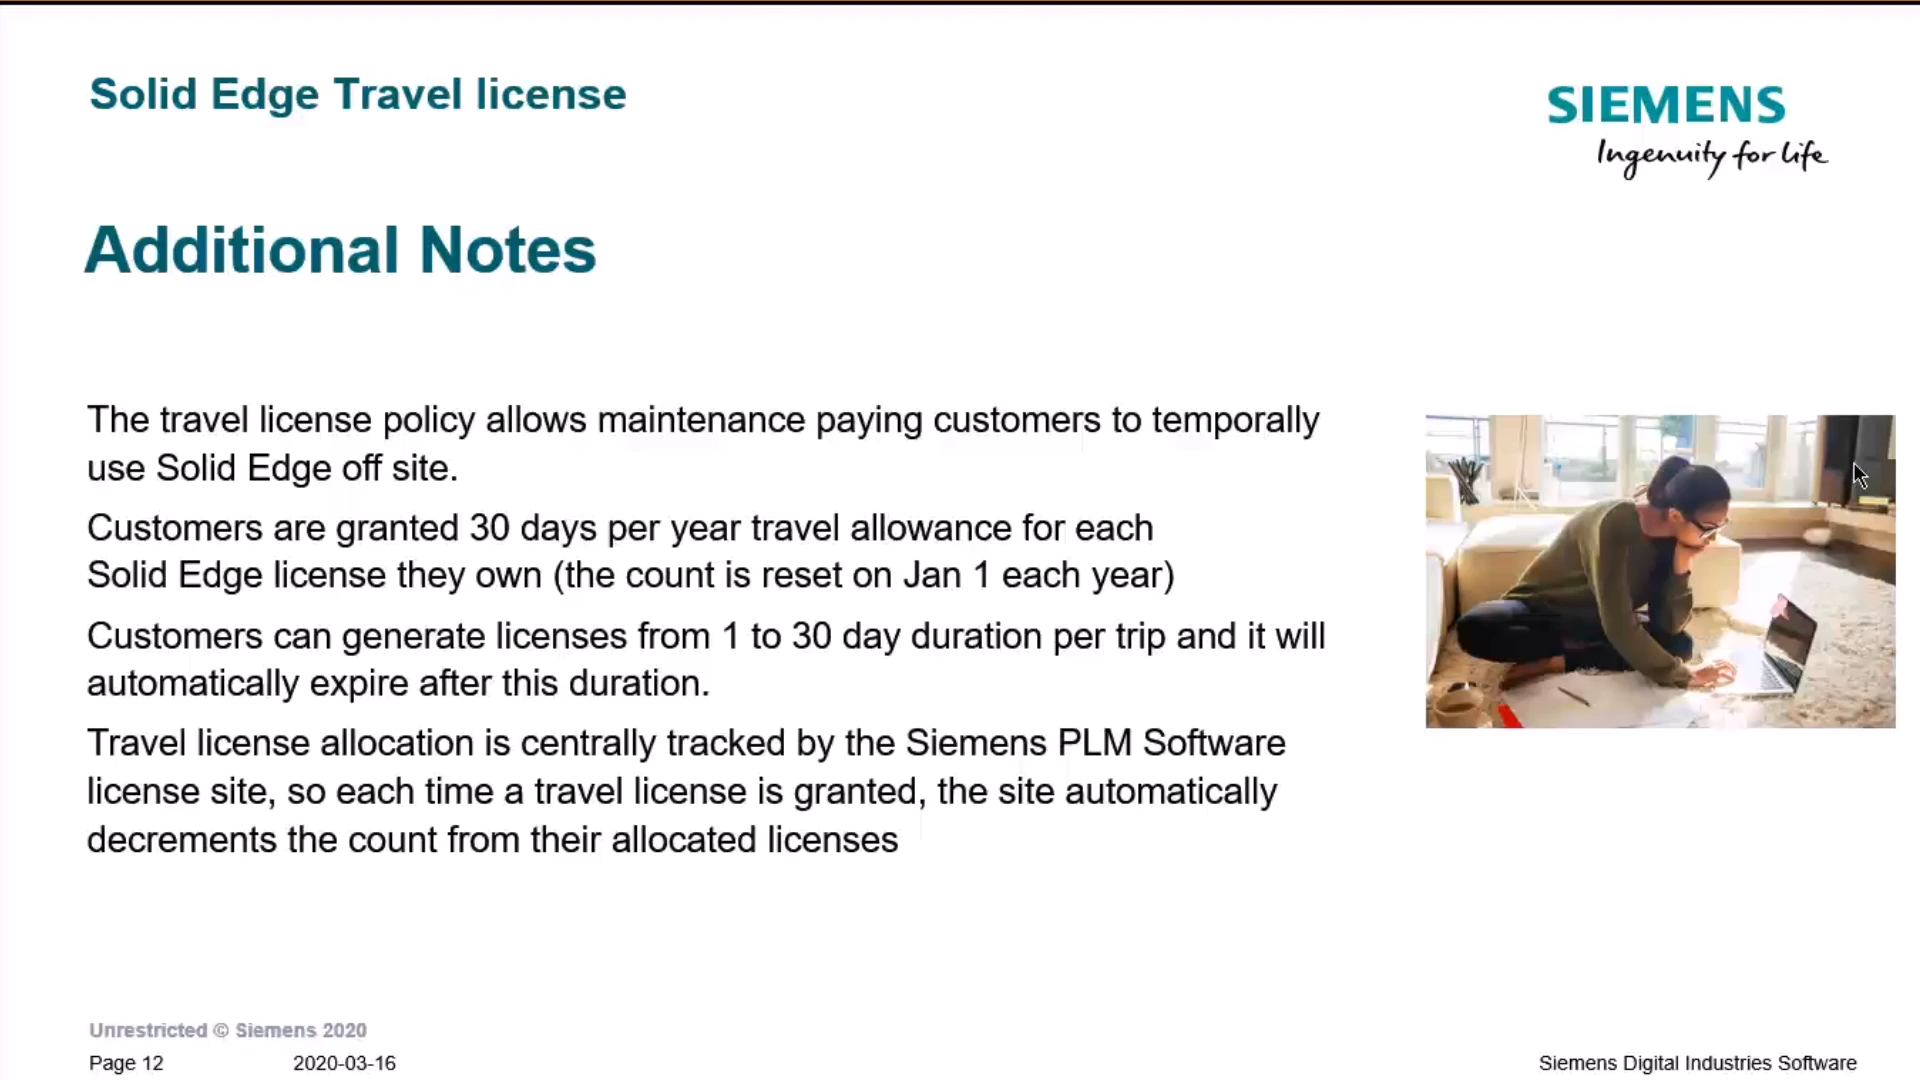 Solid Edge Travel license
SIEMENS
Ingenuity for life
Additional Notes
The travel license policy allows maintenance paying customers to temporally
use Solid Edge off site.
Customers are granted 30 days per year travel allowance for each
Solid Edge license they own (the count is reset on Jan 1 each year)
Customers can generate licenses from 1 to 30 day duration per trip and it will
automatically expire after this duration.
Travel license allocation is centrally tracked by the Siemens PLM Software
license site, so each time a travel license is granted, the site automatically
decrements the count from their allocated licenses
Unrestricted © Siemens 2020
Page 12 2020-03-16 Siemens Digital Industries Software